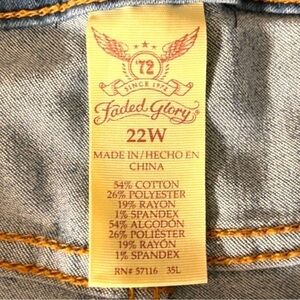 72
SINCE 1972
Faded Glory
22W
MADE IN/HECHO EN
CHINA
54% COTTON
26% POLYESTER
19% RAYON
1% SPANDEX
54% ALGODÓN
26% POLIÉSTER
19% RAYÓN
1% SPANDEX
RN# 57116 35L